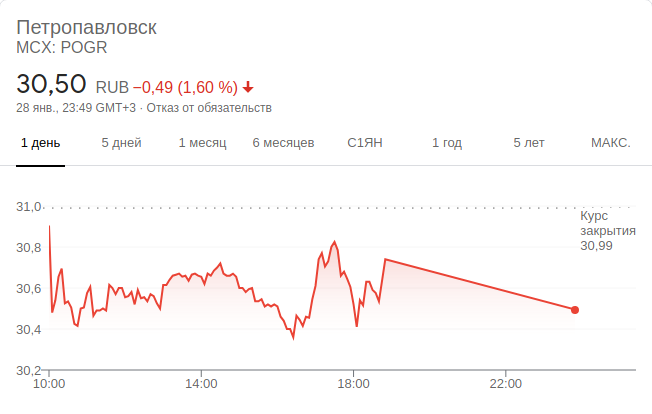 Петропавловск
MCX: POGR
30,50 RUB −0,49 (1,60 %)
28 янв., 23:49 GMT+3 · Отказ от обязательств
1 день 5 дней 1 месяц 6 месяцев С1ЯН 1 год 5 лет МАКС.
31,0
Курс
закрытия
30,99
30,8
30,6
30,4
30,2
10:00 14:00 18:00 22:00